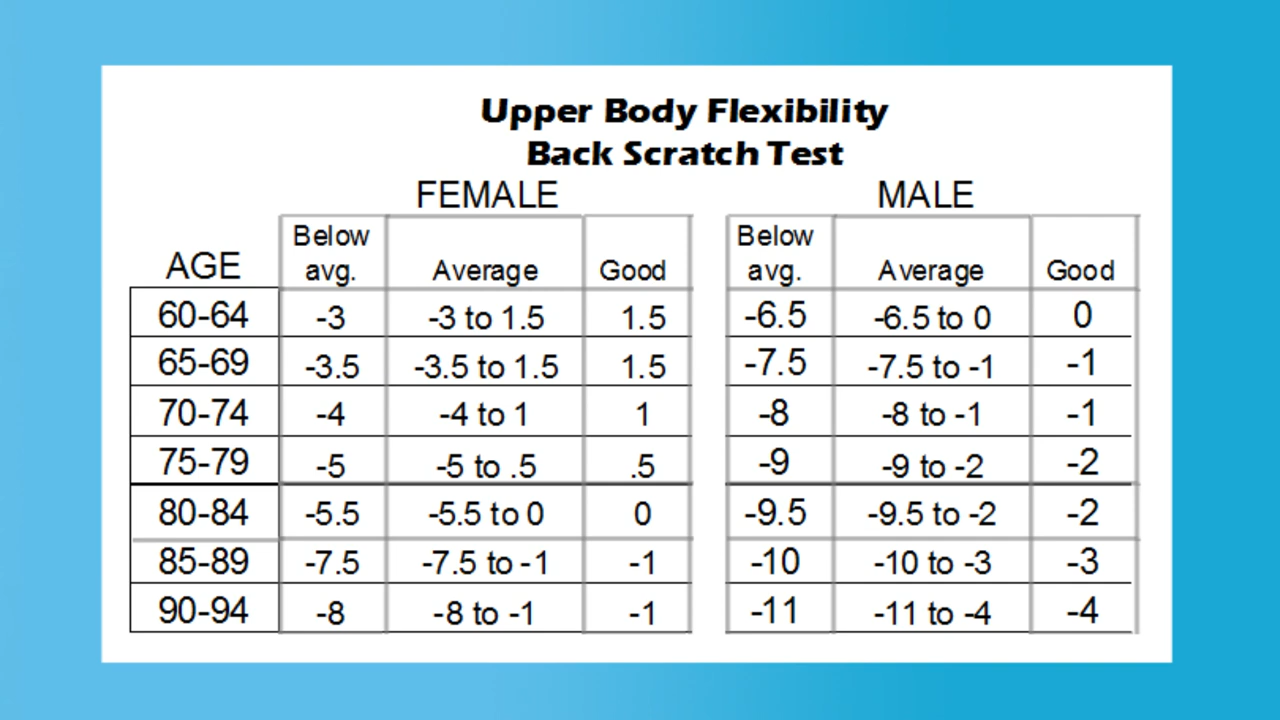 Upper Body Flexibility
Back Scratch Test
FEMALE MALE
AGE Below avg. Average Good Below avg. Average Good
60-64 -3 -3 to 1.5 1.5 -6.5 -6.5 to 0 0
65-69 -3.5 -3.5 to 1.5 1.5 -7.5 -7.5 to -1 -1
70-74 -4 -4 to 1 1 -8 -8 to -1 -1
75-79 -5 -5 to .5 .5 -9 -9 to -2 -2
80-84 -5.5 -5.5 to 0 0 -9.5 -9.5 to -2 -2
85-89 -7.5 -7.5 to -1 -1 -10 -10 to -3 -3
90-94 -8 -8 to -1 -1 -11 -11 to -4 -4